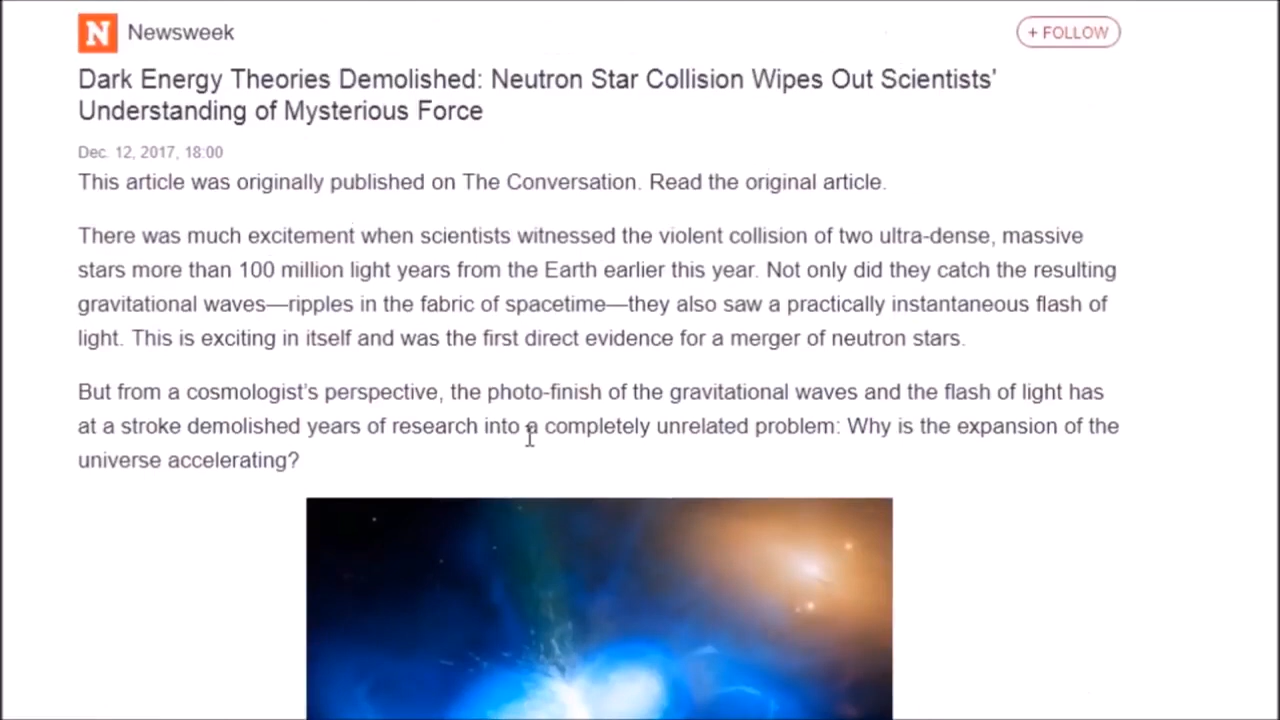 N Newsweek
+ FOLLOW
Dark Energy Theories Demolished: Neutron Star Collision Wipes Out Scientists'
Understanding of Mysterious Force
Dec. 12, 2017, 18:00
This article was originally published on The Conversation. Read the original article.
There was much excitement when scientists witnessed the violent collision of two ultra-dense, massive
stars more than 100 million light years from the Earth earlier this year. Not only did they catch the resulting
gravitational waves—ripples in the fabric of spacetime—they also saw a practically instantaneous flash of
light. This is exciting in itself and was the first direct evidence for a merger of neutron stars.
But from a cosmologist's perspective, the photo-finish of the gravitational waves and the flash of light has
at a stroke demolished years of research into a completely unrelated problem: Why is the expansion of the
universe accelerating?